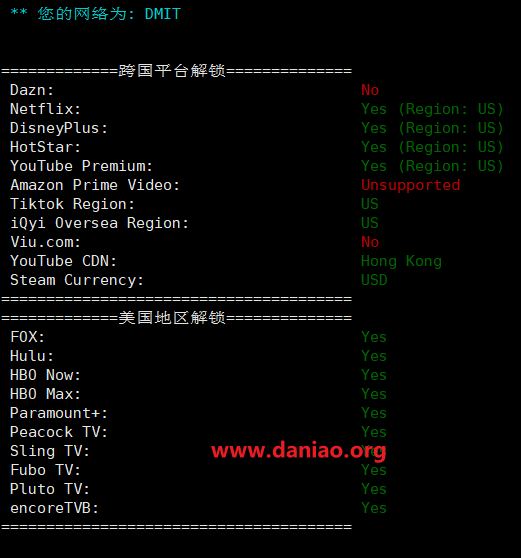 ** 您的网络为: DMIT
=============跨国平台解锁==============
Dazn: No
Netflix: Yes (Region: US)
DisneyPlus: Yes (Region: US)
HotStar: Yes (Region: US)
YouTube Premium: Yes (Region: US)
Amazon Prime Video: Unsupported
Tiktok Region: US
iQyi Oversea Region: US
Viu.com: No
YouTube CDN: Hong Kong
Steam Currency: USD
=======================================
=============美国地区解锁==============
FOX: Yes
Hulu: Yes
HBO Now: Yes
HBO Max: Yes
Paramount+: Yes
Peacock TV: Yes
Sling TV: Yes
www.daniao.org
Fubo TV: Yes
Pluto TV: Yes
encoreTVB: Yes
=======================================